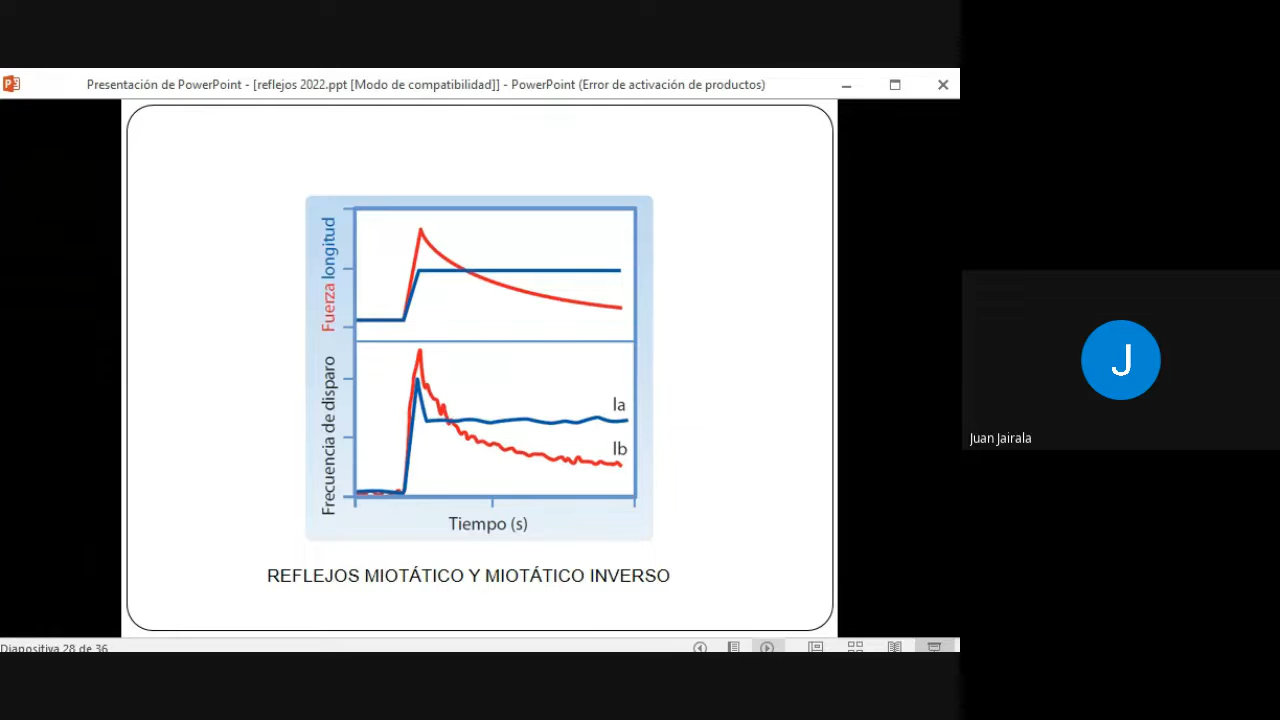 Presentación de PowerPoint - [reflejos 2022.ppt [Modo de compatibilidad]] - PowerPoint (Error de activación de productos)
Fuerza longitud
Frecuencia de disparo
Ia
Ib
Tiempo (s)
REFLEJOS MIOTÁTICO Y MIOTÁTICO INVERSO
Diapositiva 28 de 36
J
Juan Jairala